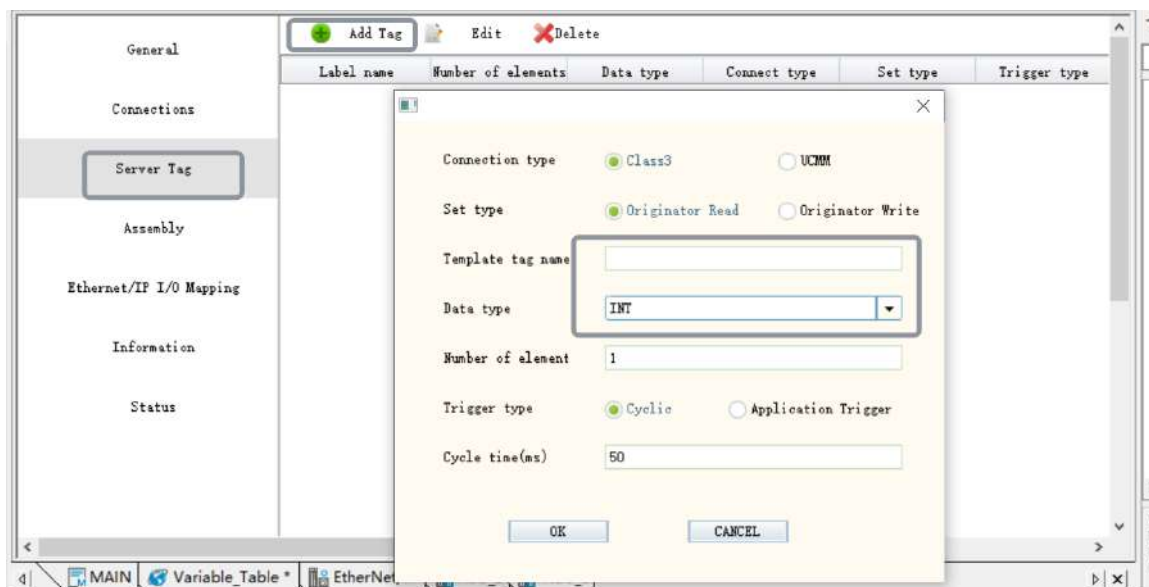 General
Connections
Server Tag
Assembly
Ethernet/IP I/O Mapping
Information
Status
Add Tag Edit Delete
Label name Number of elements Data type Connect type Set type Trigger type
Connection type Class3 UCMM
Set type Originator Read Originator Write
Template tag name
Data type INT
Number of element 1
Trigger type Cyclic Application Trigger
Cycle time(ms) 50
OK CANCEL
MAIN Variable_Table * EtherNet